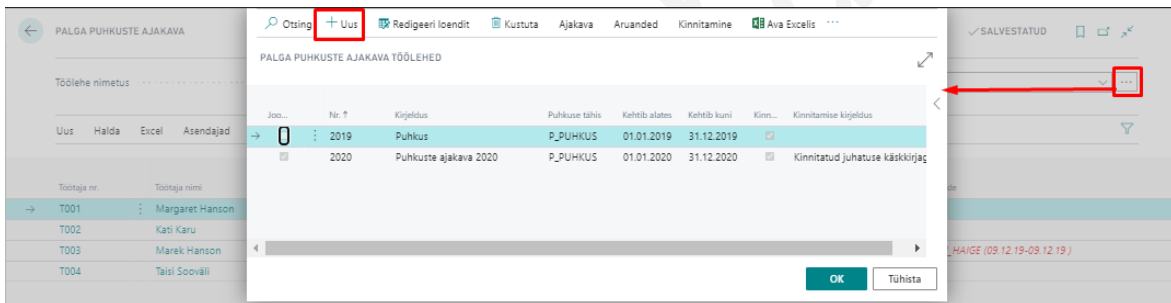 PALGA PUHKUSTE AJAKAVA
Otsing
Uus
Redigeeri loendit
Kustuta
Ajakava
Aruanded
Kinnitamine
Ava Excelis
SALVESTATUD
PALGA PUHKUSTE AJAKAVA TÖÖLEHED
Töölehe nimetus
Uus Halda Excel Asendajad
Joo... Nr. ↑ Kirjeldus Puhkuse tähis Kehtib alates Kehtib kuni Kinn... Kinnitamise kirjeldus
2019 Puhkus P_PUHKUS 01.01.2019 31.12.2019
2020 Puhkuste ajakava 2020 P_PUHKUS 01.01.2020 31.12.2020 Kinnitatud juhatuse käskkirjag
Töötaja nr. Töötaja nimi
T001 Margaret Hanson
T002 Kati Karu
T003 Marek Hanson _HAIGE (09.12.19-09.12.19 )
T004 Taisi Sooväli
OK Tühista